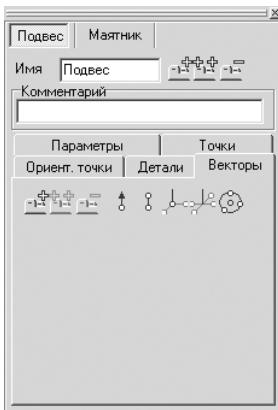 Подвес Маятник
Имя Подвес
Комментарий
Параметры Точки
Ориент. точки Детали Векторы